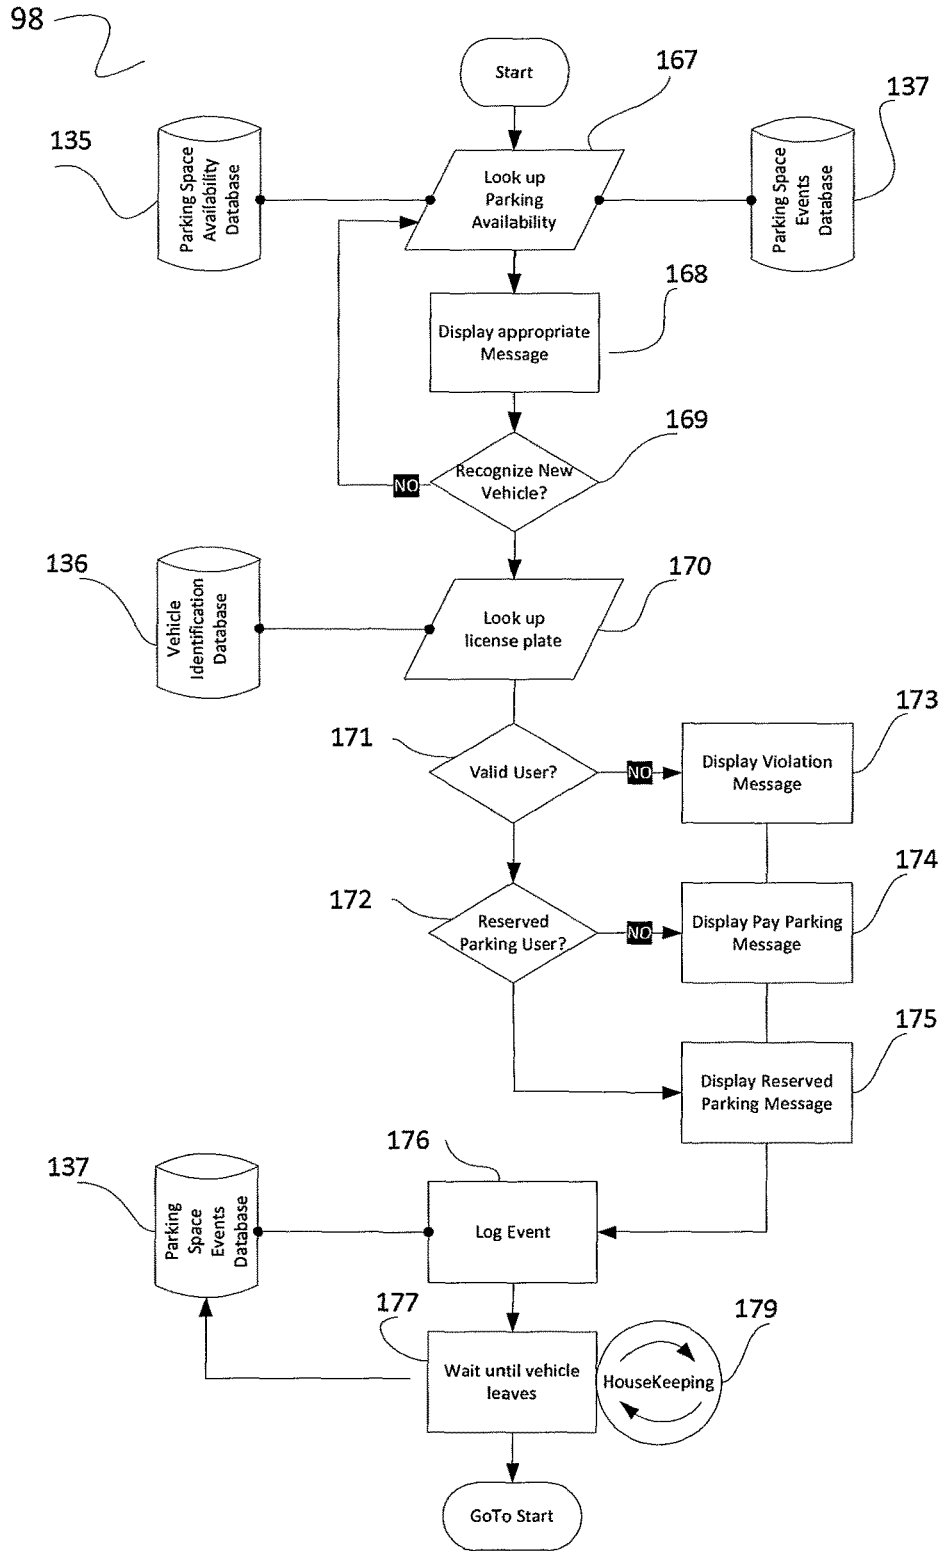 98
Start
167
137
135
Parking Space
Availability
Database
Look up
Parking
Availability
Parking Space
Events
Database
168
Display appropriate
Message
169
Recognize New
Vehicle?
NO
136
Vehicle
Identification
Database
170
Look up
license plate
171
Valid User?
NO
173
Display Violation
Message
172
Reserved
Parking User?
NO
174
Display Pay Parking
Message
175
Display Reserved
Parking Message
176
137
Parking
Space
Events
Database
Log Event
177
Wait until vehicle
leaves
179
HouseKeeping
GoTo Start